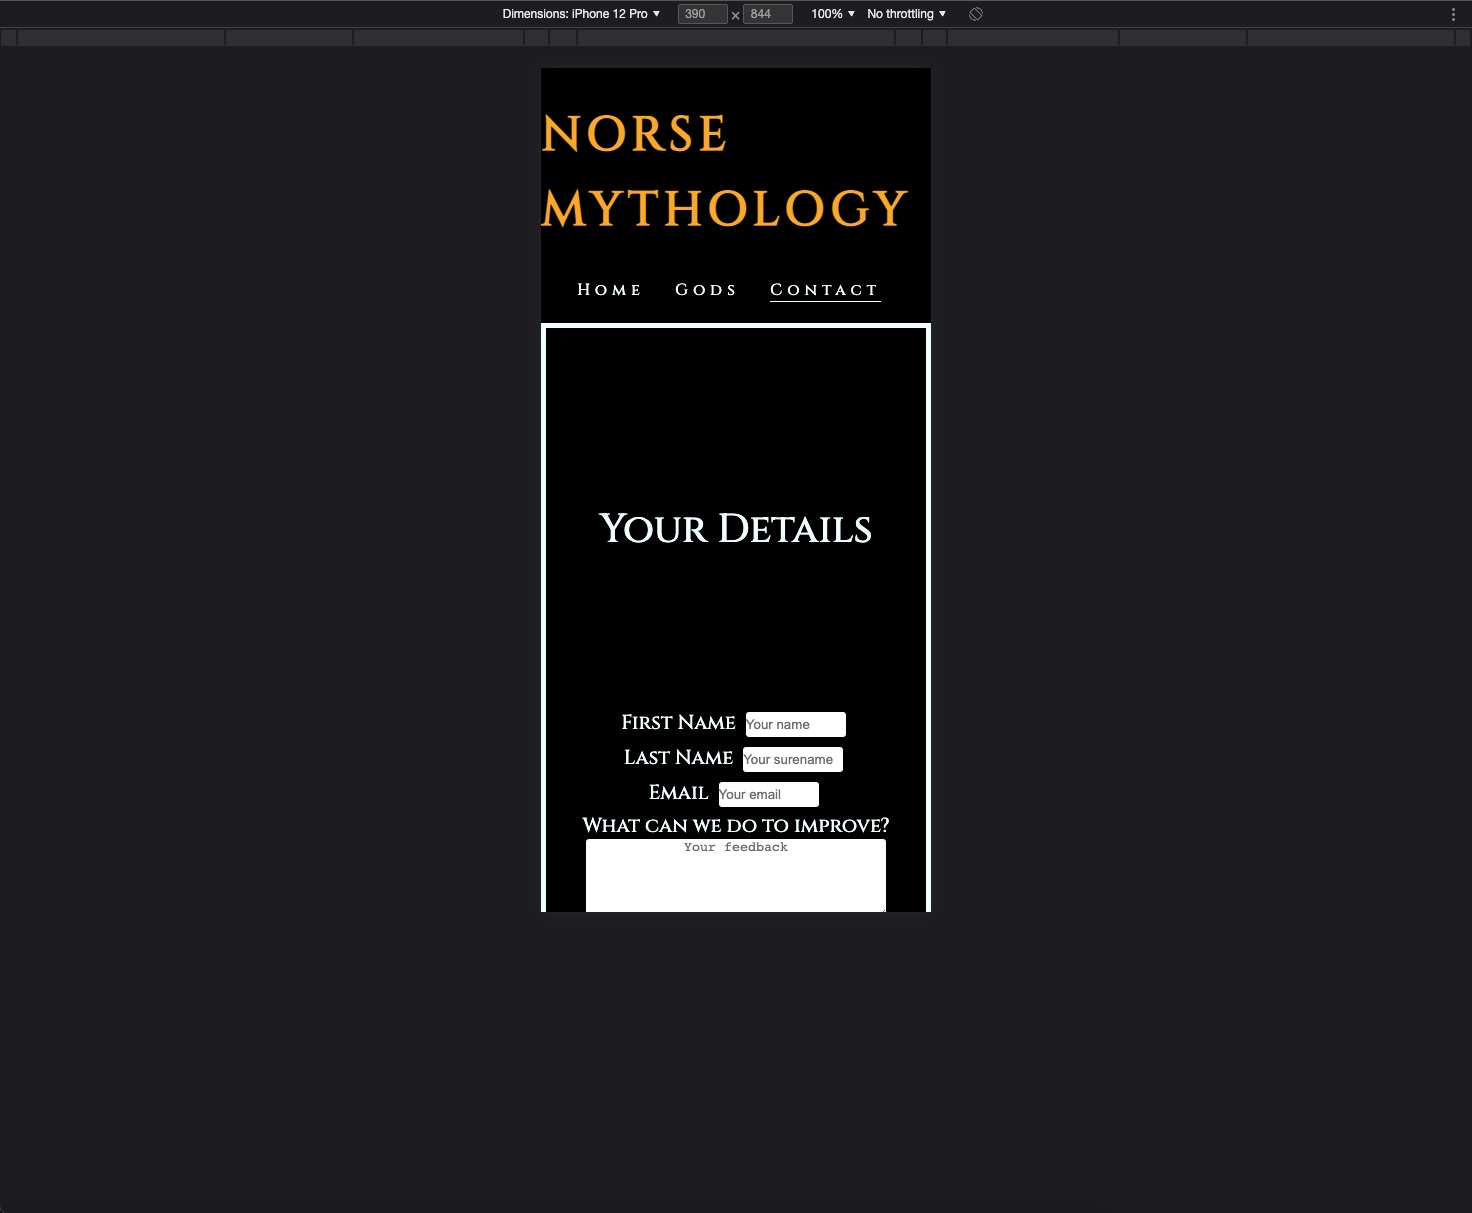 Dimensions: iPhone 12 Pro ▼ 390 × 844 100% ▼ No throttling ▼
NORSE
MYTHOLOGY
Home Gods Contact
Your Details
First Name Your name
Last Name Your surename
Email Your email
What can we do to improve?
Your feedback